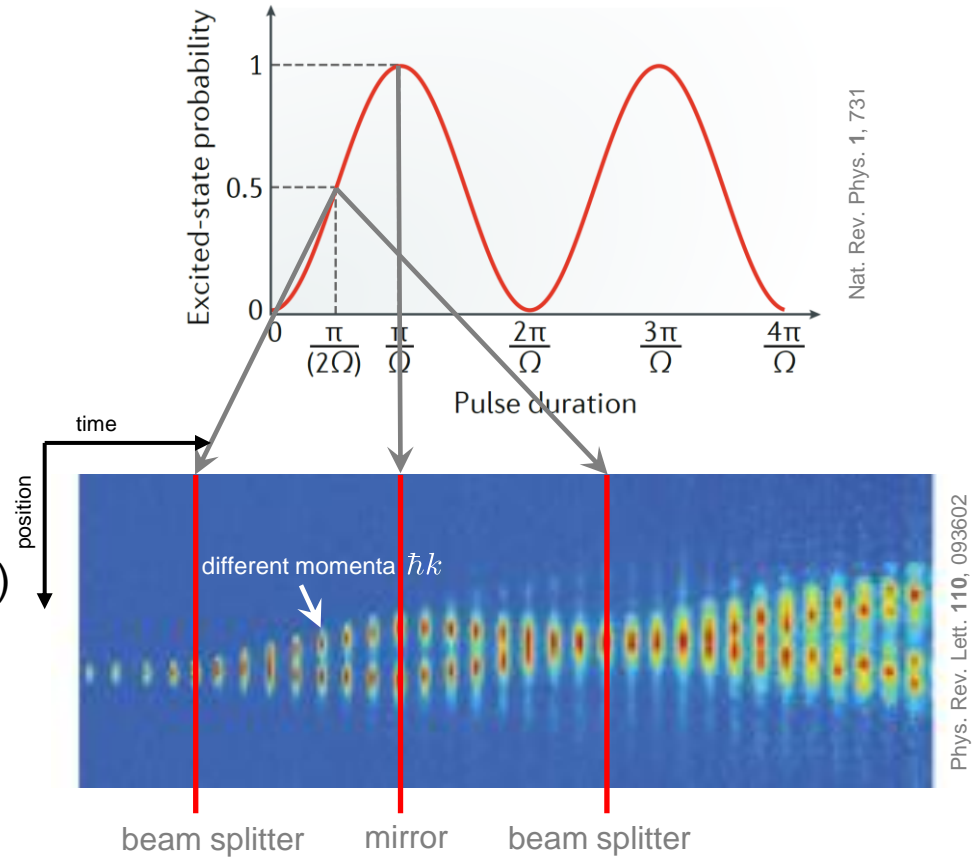 Excited-state probability
1
0.5
0
0
π/(2Ω)
π/Ω
2π/Ω
3π/Ω
4π/Ω
Pulse duration
Nat. Rev. Phys. 1, 731
time
position
)
different momenta ℏk
Phys. Rev. Lett. 110, 093602
beam splitter
mirror
beam splitter